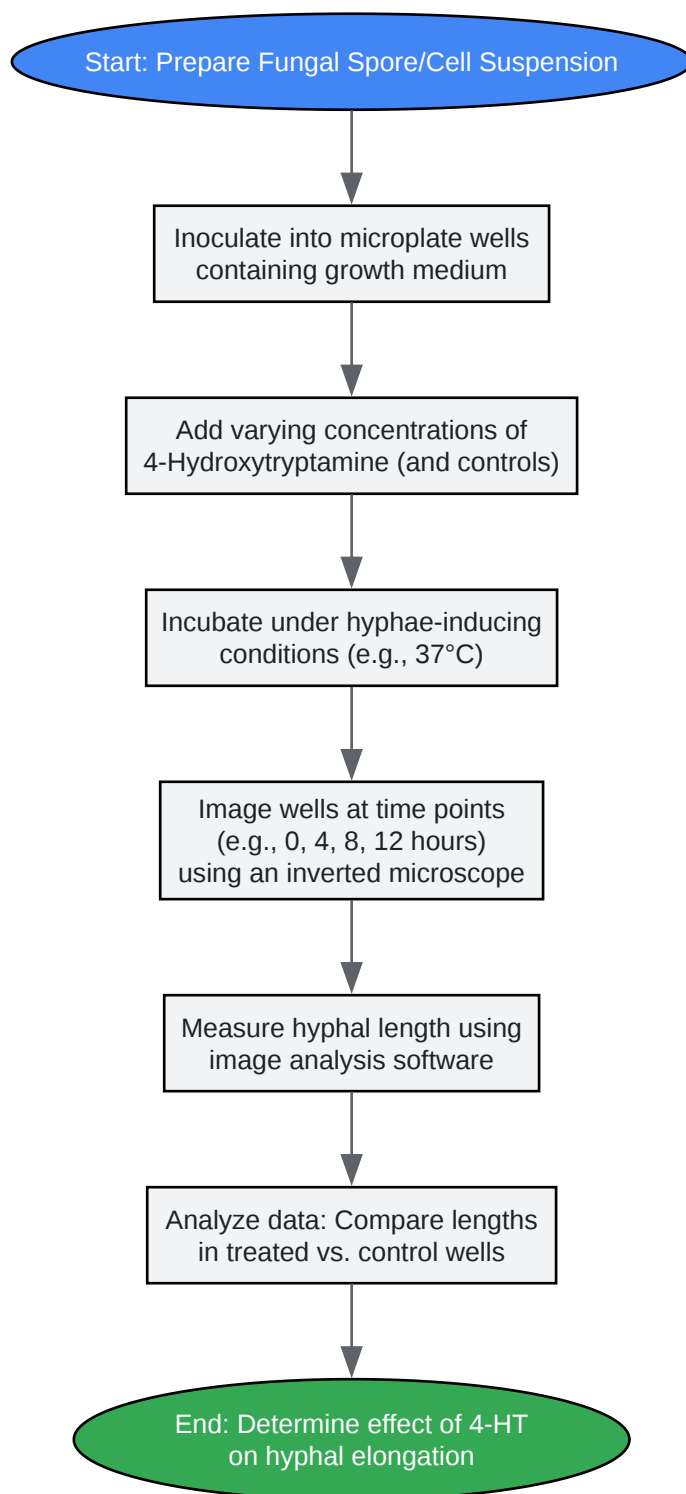 Start: Prepare Fungal Spore/Cell Suspension
Inoculate into microplate wells
containing growth medium
Add varying concentrations of
4-Hydroxytryptamine (and controls)
Incubate under hyphae-inducing
conditions (e.g., 37°C)
Image wells at time points
(e.g., 0, 4, 8, 12 hours)
using an inverted microscope
Measure hyphal length using
image analysis software
Analyze data: Compare lengths
in treated vs. control wells
End: Determine effect of 4-HT
on hyphal elongation